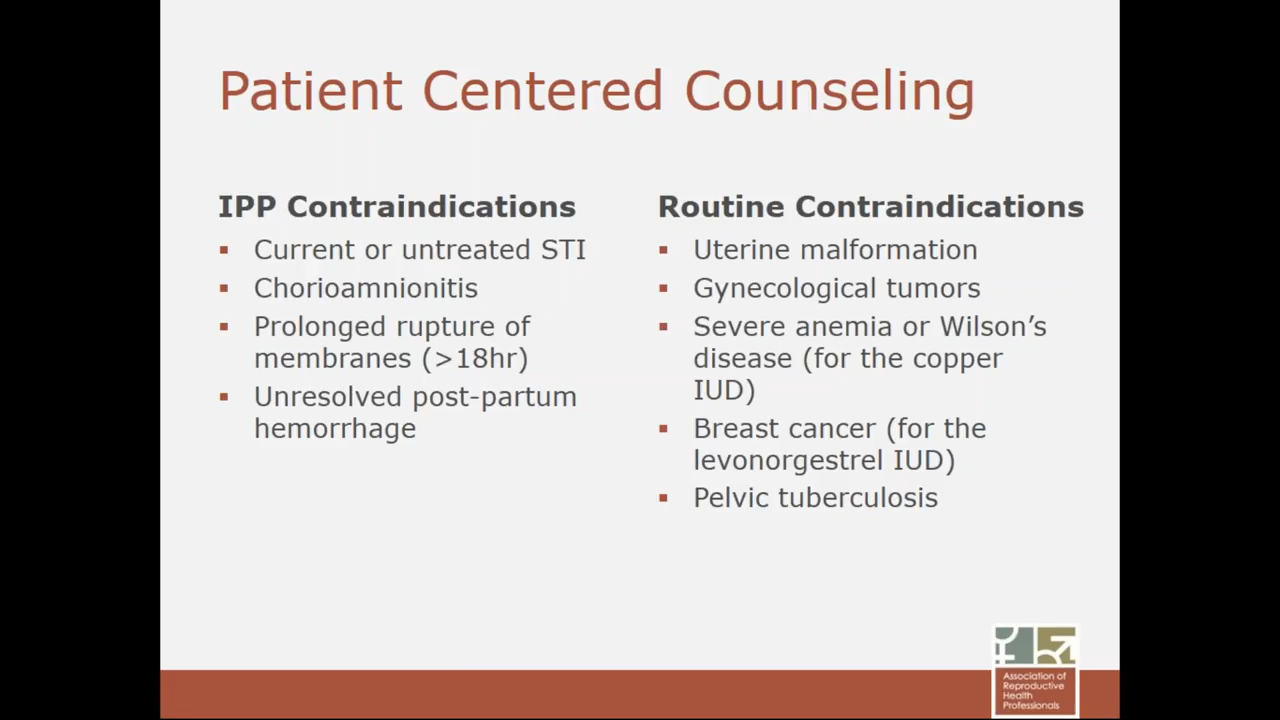 Patient Centered Counseling
IPP Contraindications
▪ Current or untreated STI
▪ Chorioamnionitis
▪ Prolonged rupture of
membranes (>18hr)
▪ Unresolved post-partum
hemorrhage
Routine Contraindications
▪ Uterine malformation
▪ Gynecological tumors
▪ Severe anemia or Wilson’s
disease (for the copper
IUD)
▪ Breast cancer (for the
levonorgestrel IUD)
▪ Pelvic tuberculosis
Association of
Reproductive
Health
Professionals